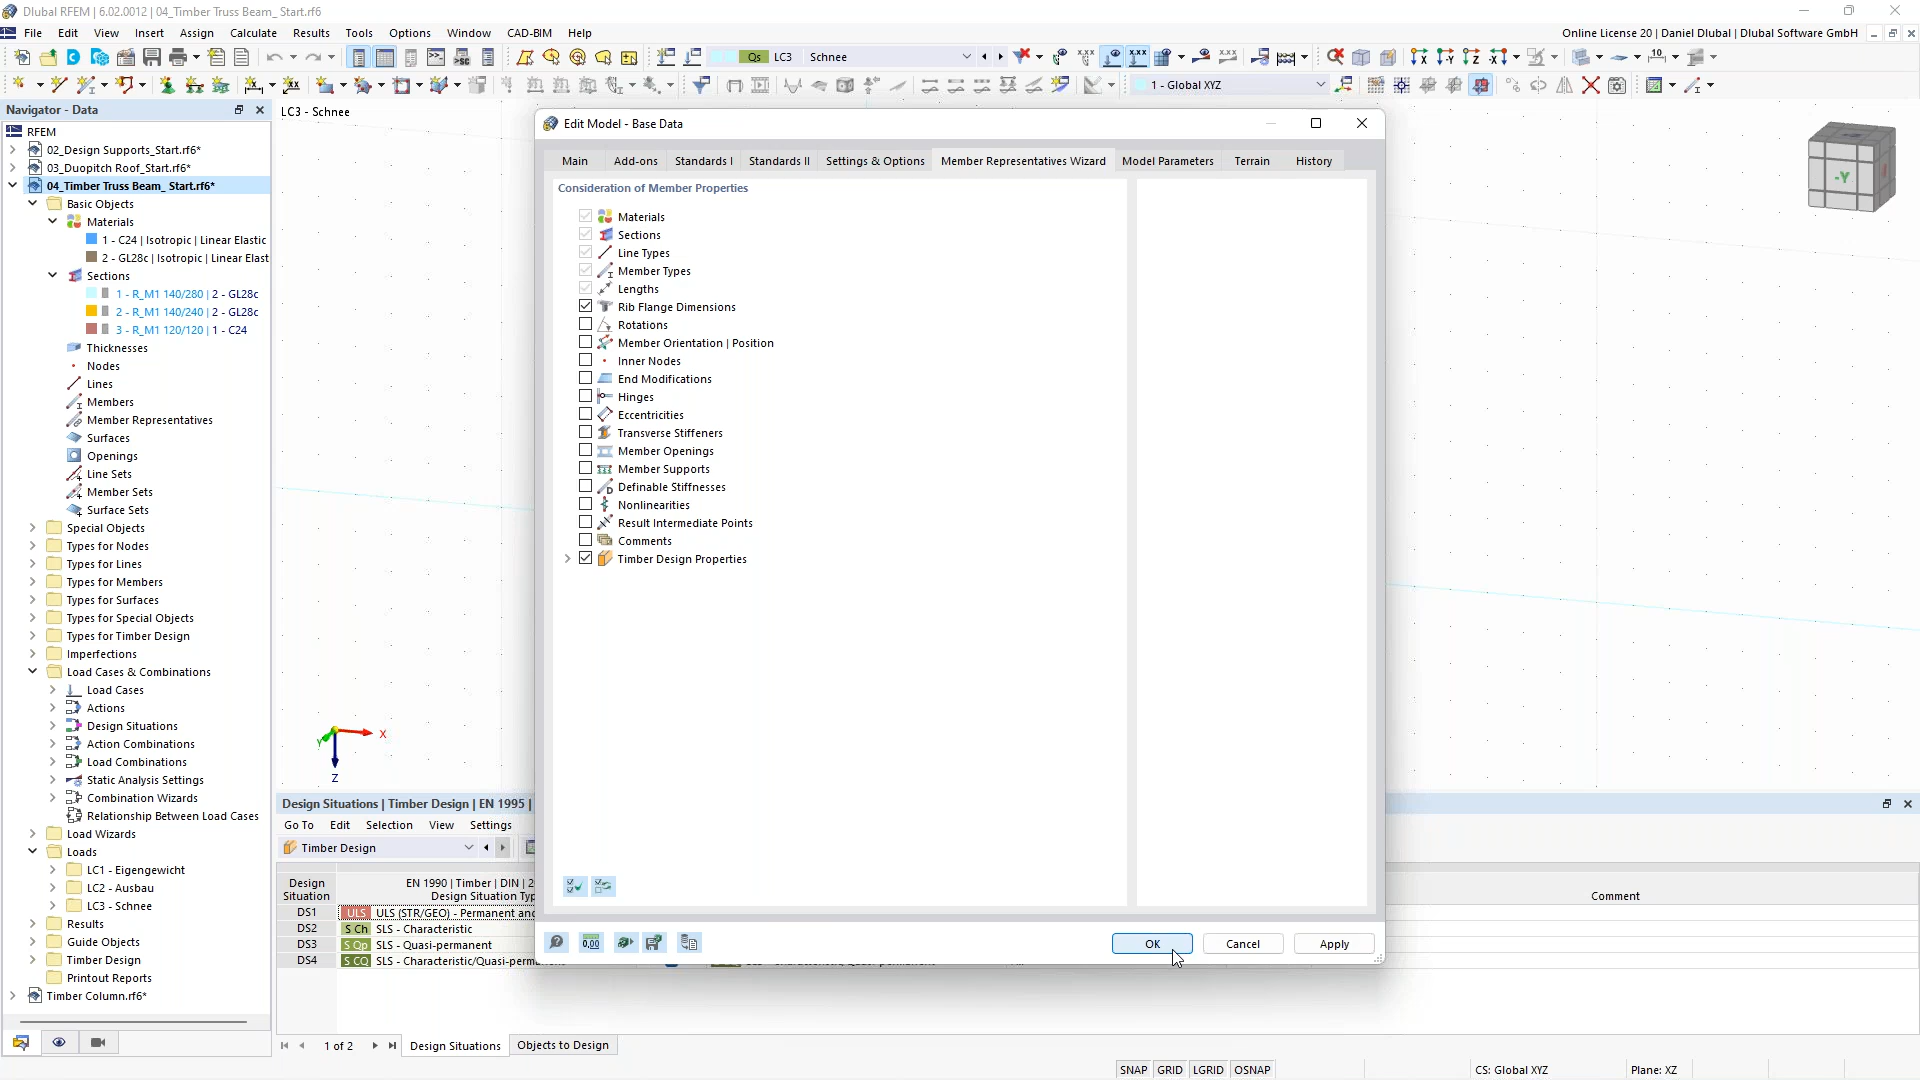 Dlubal RFEM | 6.02.0012 | 04_Timber Truss Beam_ Start.rf6*
File Edit View Insert Assign Calculate Results Tools Options Window CAD-BIM Help
Online License 20 | Daniel Dlubal | Dlubal Software GmbH
Qs LC3 Schnee
1 - Global XYZ
Navigator - Data
RFEM
02_Design Supports_Start.rf6*
03_Duopitch Roof_Start.rf6*
04_Timber Truss Beam_ Start.rf6*
Basic Objects
Materials
1 - C24 | Isotropic | Linear Elastic
2 - GL28c | Isotropic | Linear Elast
Sections
1 - R_M1 140/280 | 2 - GL28c
2 - R_M1 140/240 | 2 - GL28c
3 - R_M1 120/120 | 1 - C24
Thicknesses
Nodes
Lines
Members
Member Representatives
Surfaces
Openings
Line Sets
Member Sets
Surface Sets
Special Objects
Types for Nodes
Types for Lines
Types for Members
Types for Surfaces
Types for Special Objects
Types for Timber Design
Imperfections
Load Cases & Combinations
Load Cases
Actions
Design Situations
Action Combinations
Load Combinations
Static Analysis Settings
Combination Wizards
Relationship Between Load Cases
Load Wizards
Loads
LC1 - Eigengewicht
LC2 - Ausbau
LC3 - Schnee
Results
Guide Objects
Timber Design
Printout Reports
Timber Column.rf6*
LC3 - Schnee
X
Y
Z
-Y
Edit Model - Base Data
Main Add-ons Standards I Standards II Settings & Options Member Representatives Wizard Model Parameters Terrain History
Consideration of Member Properties
Materials
Sections
Line Types
Member Types
Lengths
Rib Flange Dimensions
Rotations
Member Orientation | Position
Inner Nodes
End Modifications
Hinges
Eccentricities
Transverse Stiffeners
Member Openings
Member Supports
Definable Stiffnesses
Nonlinearities
Result Intermediate Points
Comments
Timber Design Properties
0,00
OK Cancel Apply
Design Situations | Timber Design | EN 1995 |
Go To Edit Selection View Settings
Timber Design
Design
Situation
EN 1990 | Timber | DIN | 2
Design Situation Typ
Comment
DS1 ULS ULS (STR/GEO) - Permanent and
DS2 S Ch SLS - Characteristic
DS3 S Qp SLS - Quasi-permanent
DS4 S CQ SLS - Characteristic/Quasi-perm
1 of 2 Design Situations Objects to Design
SNAP GRID LGRID OSNAP CS: Global XYZ Plane: XZ